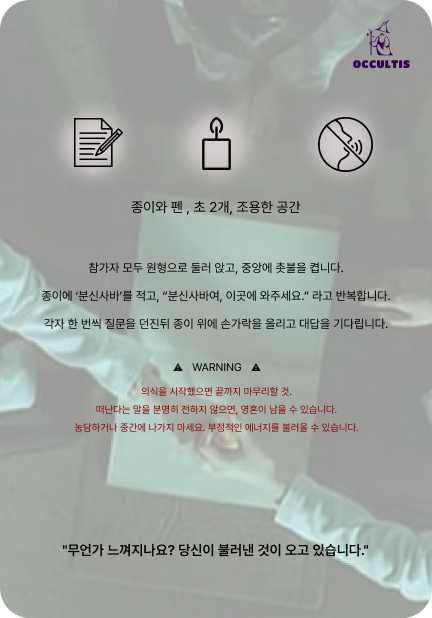 OCCULTIS
종이와 펜 , 초 2개, 조용한 공간
참가자 모두 원형으로 둘러 앉고, 중앙에 촛불을 켭니다.
종이에 ‘분신사바’를 적고, “분신사바여, 이곳에 와주세요.” 라고 반복합니다.
각자 한 번씩 질문을 던진뒤 종이 위에 손가락을 올리고 대답을 기다립니다.
⚠ WARNING ⚠
의식을 시작했으면 끝까지 마무리할 것.
떠난다는 말을 분명히 전하지 않으면, 영혼이 남을 수 있습니다.
농담하거나 중간에 나가지 마세요. 부정적인 에너지를 불러올 수 있습니다.
"무언가 느껴지나요? 당신이 불러낸 것이 오고 있습니다."